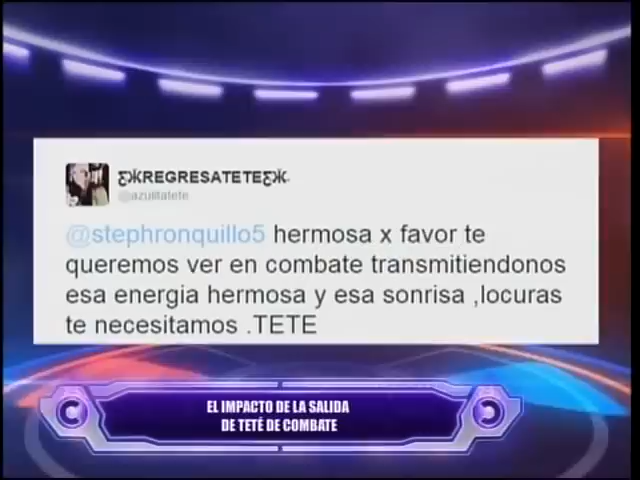 ƸӜREGRESATETEƸӜ.
@azulitatete
@stephronquillo5 hermosa x favor te
queremos ver en combate transmitiendonos
esa energia hermosa y esa sonrisa ,locuras
te necesitamos .TETE
EL IMPACTO DE LA SALIDA
DE TETÉ DE COMBATE